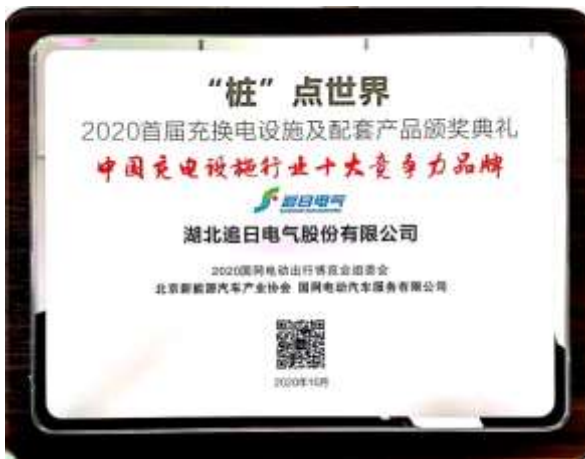 “桩”点世界
2020首届充换电设施及配套产品颁奖典礼
中国充电设施行业十大竞争力品牌
追日电气
湖北追日电气股份有限公司
2020国网电动出行博览会组委会
北京新能源汽车产业协会 国网电动汽车服务有限公司
2020年10月